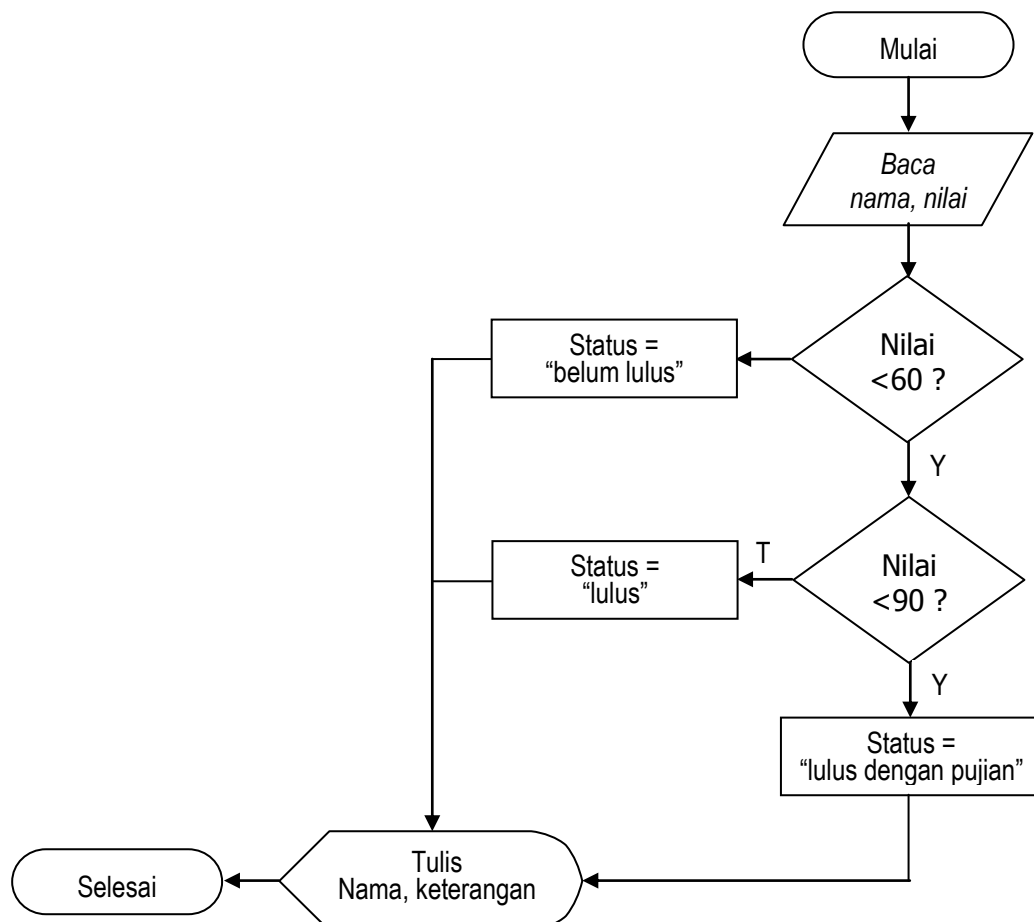 Mulai
Baca
nama, nilai
Nilai
<60 ?
Status =
“belum lulus”
Y
Nilai
<90 ?
T
Status =
“lulus”
Y
Status =
“lulus dengan pujian”
Tulis
Nama, keterangan
Selesai